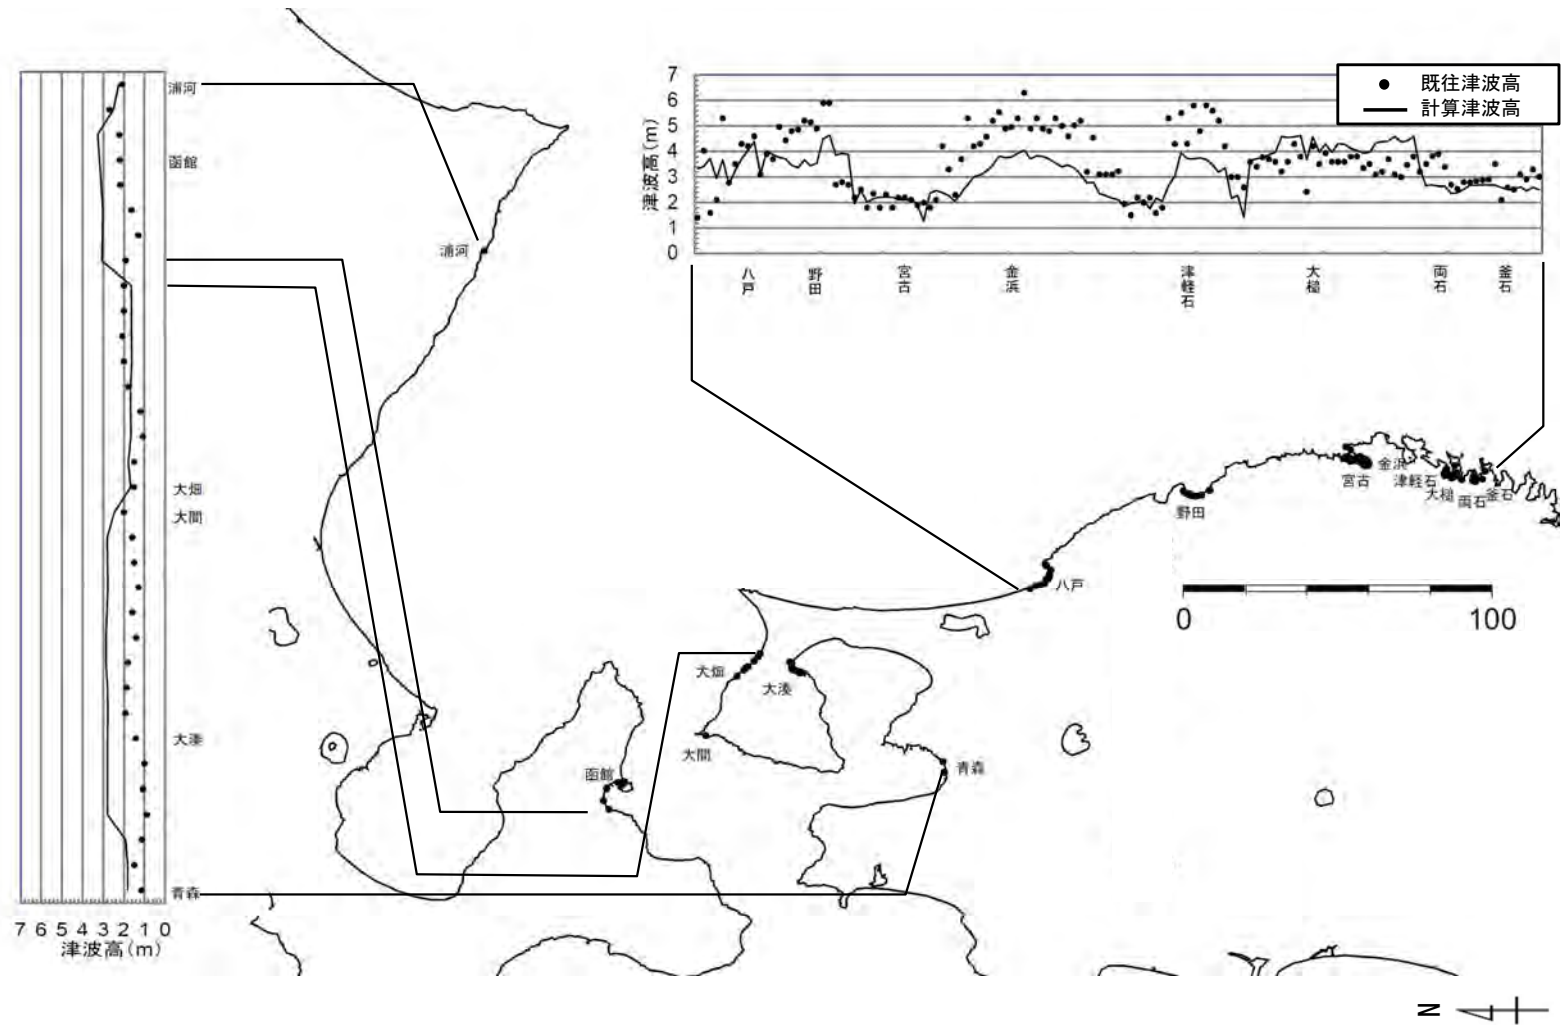 既往津波高
計算津波高
津波高(m)
7
6
5
4
3
2
1
0
八戸
野田
宮古
金浜
津軽石
大槌
両石
釜石
浦河
函館
大畑
大間
大湊
青森
7 6 5 4 3 2 1 0
津波高(m)
浦河
大畑
大湊
大間
函館
青森
八戸
野田
宮古
金浜
津軽石
大槌
両石
釜石
0 100
N